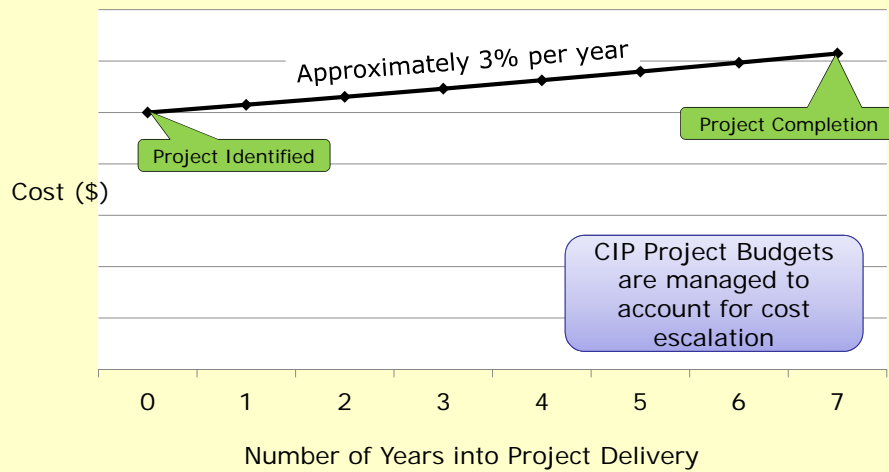 Approximately 3% per year
Project Identified
Project Completion
Cost ($)
CIP Project Budgets
are managed to
account for cost
escalation
0 1 2 3 4 5 6 7
Number of Years into Project Delivery